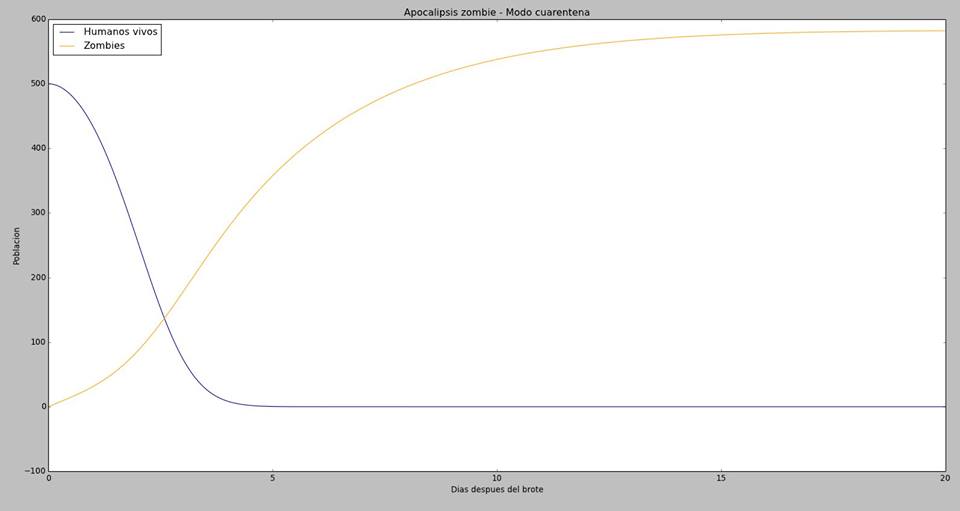 Apocalipsis zombie - Modo cuarentena
600
Humanos vivos
Zombies
500
400
300
200
100
0
−100
Poblacion
0 5 10 15 20
Dias despues del brote